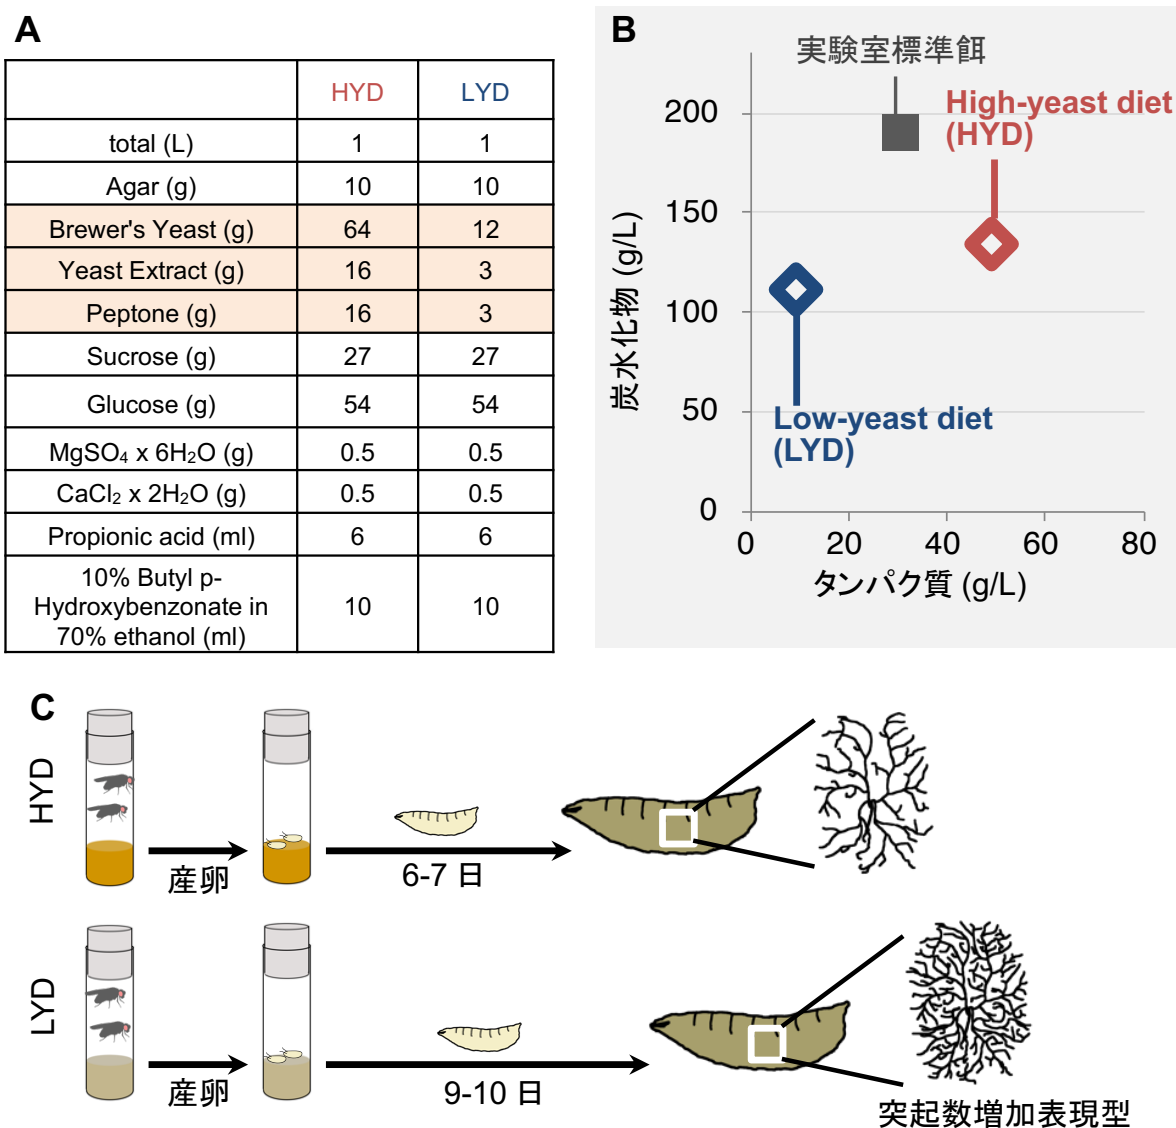 A
HYD LYD
total (L) 1 1
Agar (g) 10 10
Brewer's Yeast (g) 64 12
Yeast Extract (g) 16 3
Peptone (g) 16 3
Sucrose (g) 27 27
Glucose (g) 54 54
MgSO₄ x 6H₂O (g) 0.5 0.5
CaCl₂ x 2H₂O (g) 0.5 0.5
Propionic acid (ml) 6 6
10% Butyl p-
Hydroxybenzonate in
70% ethanol (ml) 10 10
B
実験室標準餌
High-yeast diet
(HYD)
Low-yeast diet
(LYD)
炭水化物 (g/L)
200
150
100
50
0
0 20 40 60 80
タンパク質 (g/L)
C
HYD
産卵
6-7 日
LYD
産卵
9-10 日
突起数増加表現型